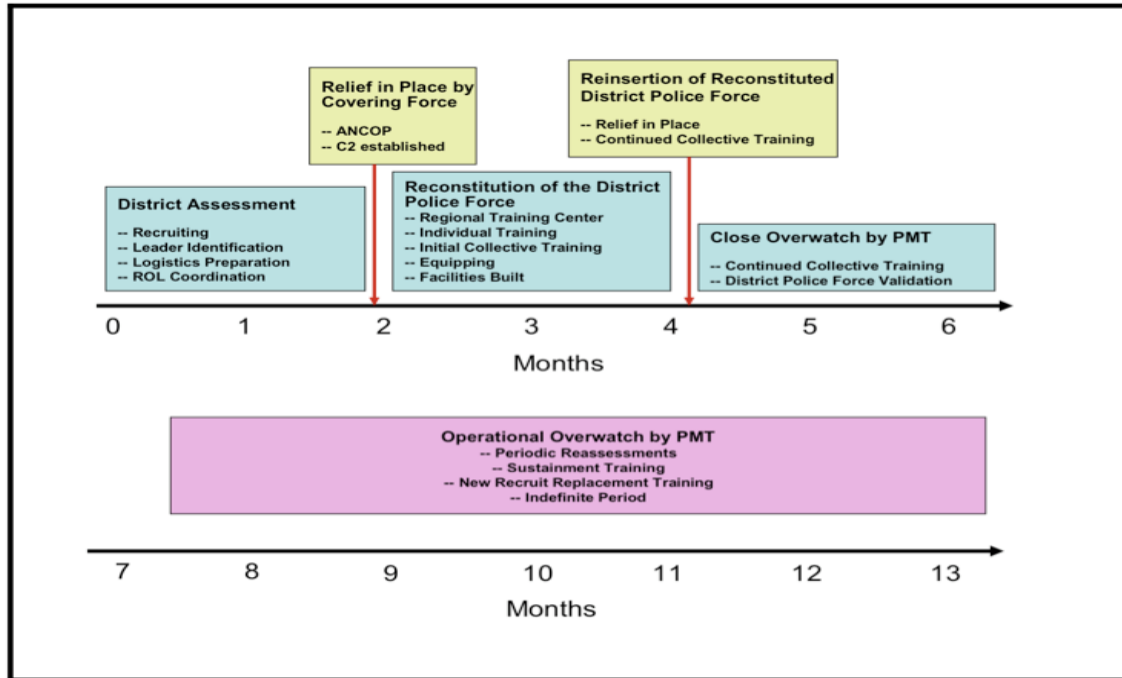 Relief in Place by
Covering Force
-- ANCOP
-- C2 established
Reinsertion of Reconstituted
District Police Force
-- Relief in Place
-- Continued Collective Training
District Assessment
-- Recruiting
-- Leader Identification
-- Logistics Preparation
-- ROL Coordination
Reconstitution of the District
Police Force
-- Regional Training Center
-- Individual Training
-- Initial Collective Training
-- Equipping
-- Facilities Built
Close Overwatch by PMT
-- Continued Collective Training
-- District Police Force Validation
0 1 2 3 4 5 6
Months
Operational Overwatch by PMT
-- Periodic Reassessments
-- Sustainment Training
-- New Recruit Replacement Training
-- Indefinite Period
7 8 9 10 11 12 13
Months